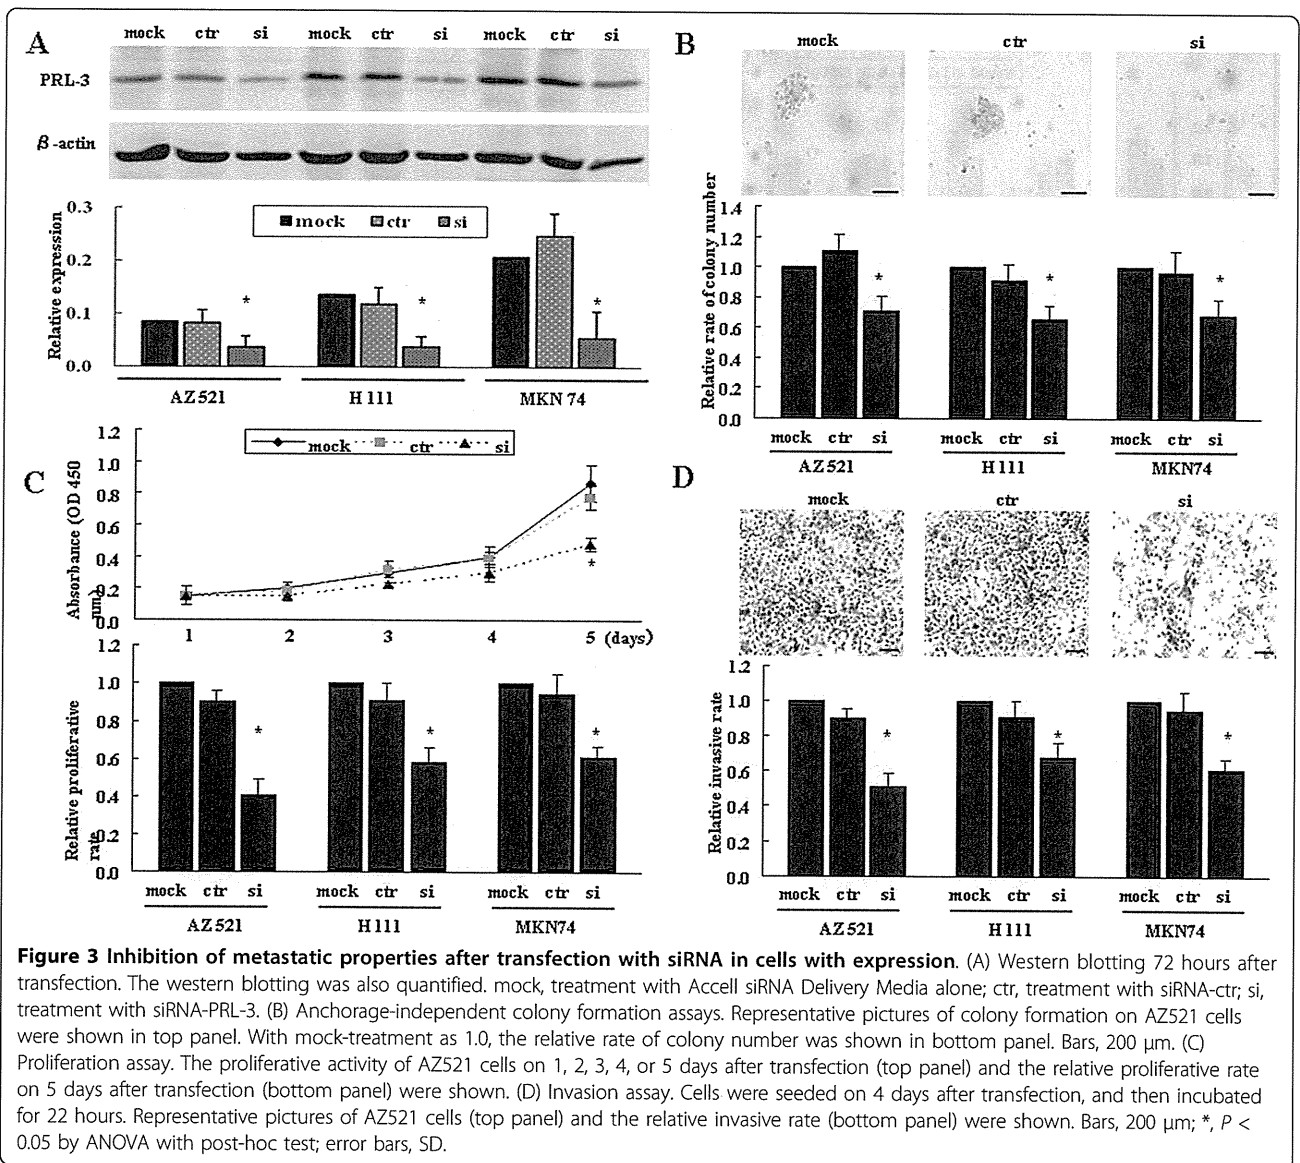 A
mock ctr si mock ctr si mock ctr si
PRL-3
β-actin
Relative expression
0.3
0.2
0.1
0.0
mock ctr si
* * *
AZ521 H111 MKN 74
B
mock ctr si
Relative rate of colony number
1.4
1.2
1.0
0.8
0.6
0.4
0.2
0.0
* * *
mock ctr si mock ctr si mock ctr si
AZ521 H111 MKN74
C
Absorbance (OD 450
nm)
1.2
1.0
0.8
0.6
0.4
0.2
0.0
mock ctr si
*
1 2 3 4 5 (days)
Relative proliferative
rate
1.2
1.0
0.8
0.6
0.4
0.2
0.0
* * *
mock ctr si mock ctr si mock ctr si
AZ521 H111 MKN74
D
mock ctr si
Relative invasive rate
1.2
1.0
0.8
0.6
0.4
0.2
0.0
* * *
mock ctr si mock ctr si mock ctr si
AZ521 H111 MKN74
Figure 3 Inhibition of metastatic properties after transfection with siRNA in cells with expression. (A) Western blotting 72 hours after
transfection. The western blotting was also quantified. mock, treatment with Accell siRNA Delivery Media alone; ctr, treatment with siRNA-ctr; si,
treatment with siRNA-PRL-3. (B) Anchorage-independent colony formation assays. Representative pictures of colony formation on AZ521 cells
were shown in top panel. With mock-treatment as 1.0, the relative rate of colony number was shown in bottom panel. Bars, 200 μm. (C)
Proliferation assay. The proliferative activity of AZ521 cells on 1, 2, 3, 4, or 5 days after transfection (top panel) and the relative proliferative rate
on 5 days after transfection (bottom panel) were shown. (D) Invasion assay. Cells were seeded on 4 days after transfection, and then incubated
for 22 hours. Representative pictures of AZ521 cells (top panel) and the relative invasive rate (bottom panel) were shown. Bars, 200 μm; *, P <
0.05 by ANOVA with post-hoc test; error bars, SD.